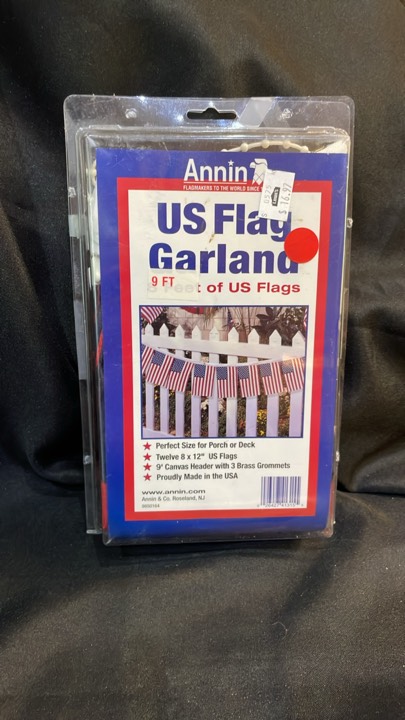 Annin
FLAGMAKERS TO THE WORLD SINCE
$ 16.97
US Flag
Garland
9 FT
Feet of US Flags
★ Perfect Size for Porch or Deck
★ Twelve 8 x 12" US Flags
★ 9' Canvas Header with 3 Brass Grommets
★ Proudly Made in the USA
www.annin.com
Annin & Co. Roseland, NJ